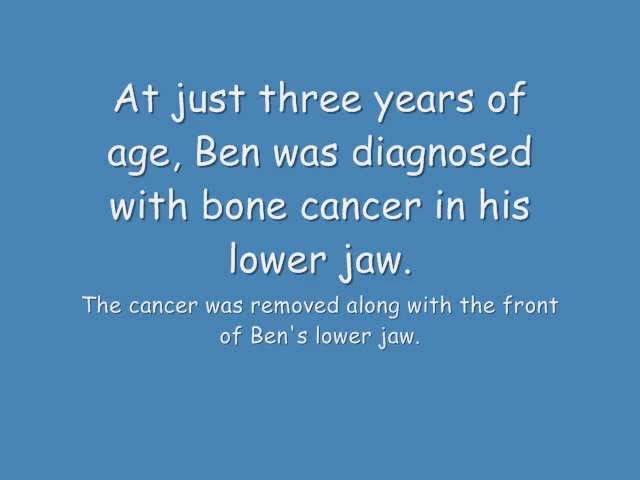 At just three years of
age, Ben was diagnosed
with bone cancer in his
lower jaw.
The cancer was removed along with the front
of Ben's lower jaw.